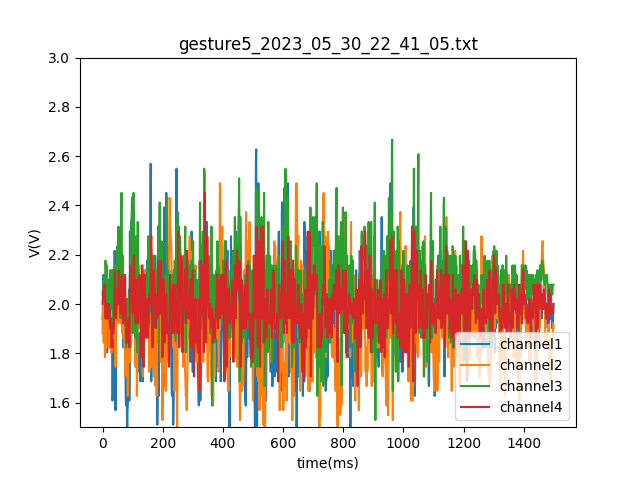 gesture5_2023_05_30_22_41_05.txt
3.0
2.8
2.6
2.4
2.2
2.0
1.8
1.6
V(V)
0 200 400 600 800 1000 1200 1400
time(ms)
channel1
channel2
channel3
channel4